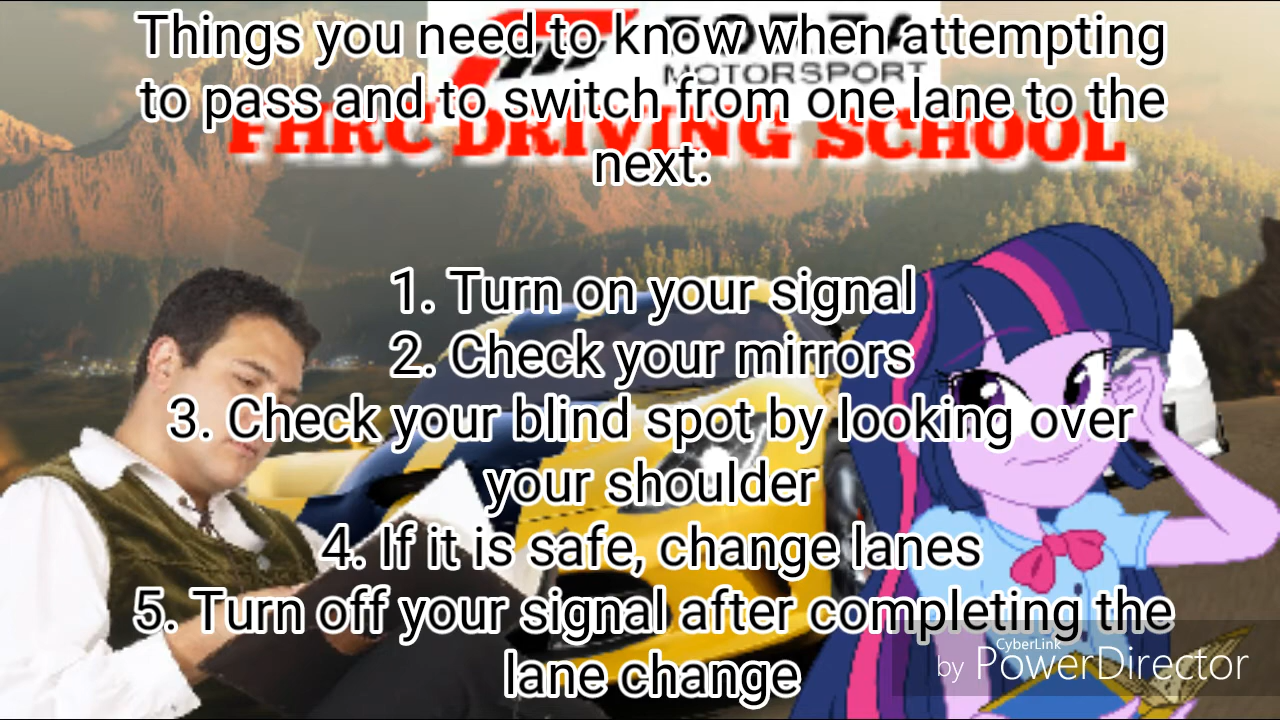 Things you need to know when attempting
to pass and to switch from one lane to the
next:
MOTORSPORT
FHRC DRIVING SCHOOL
1. Turn on your signal
2. Check your mirrors
3. Check your blind spot by looking over
your shoulder
4. If it is safe, change lanes
5. Turn off your signal after completing the
lane change
CyberLink
by PowerDirector